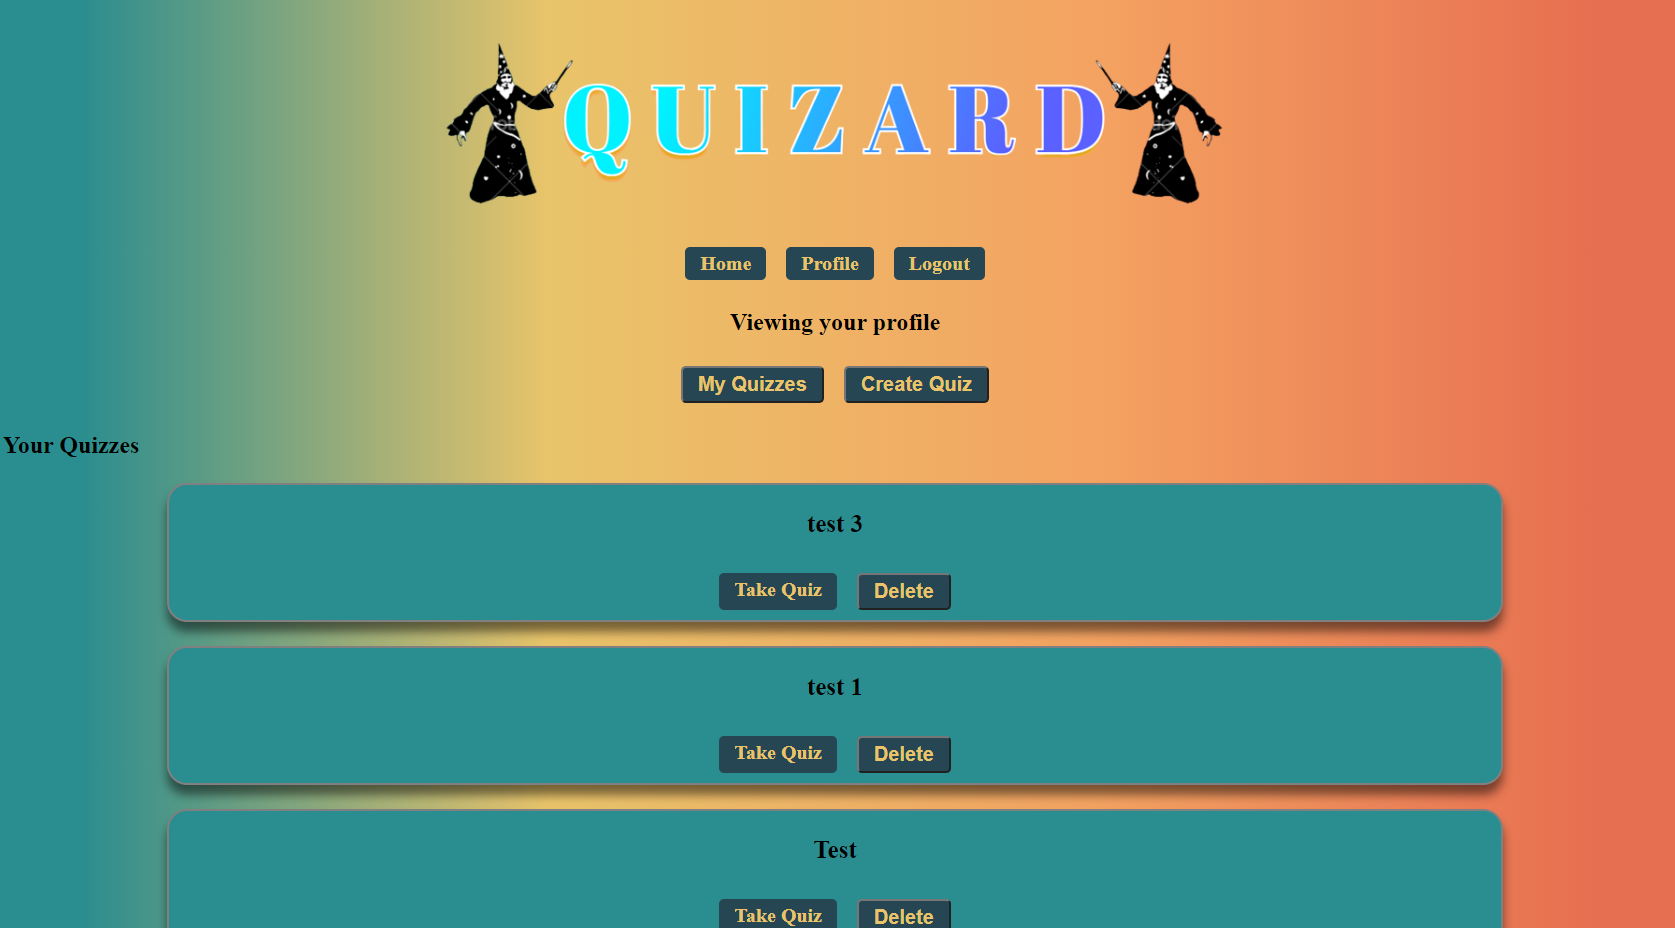 QUIZARD
Home Profile Logout
Viewing your profile
My Quizzes Create Quiz
Your Quizzes
test 3
Take Quiz Delete
test 1
Take Quiz Delete
Test
Take Quiz Delete